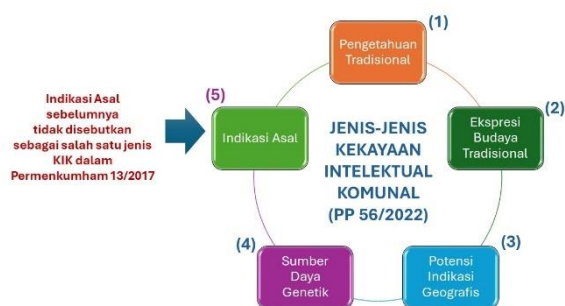 (1)
Pengetahuan
Tradisional
(2)
Ekspresi
Budaya
Tradisional
(3)
Potensi
Indikasi
Geografis
(4)
Sumber
Daya
Genetik
(5)
Indikasi Asal
JENIS-JENIS
KEKAYAAN
INTELEKTUAL
KOMUNAL
(PP 56/2022)
Indikasi Asal
sebelumnya
tidak disebutkan
sebagai salah satu jenis
KIK dalam
Permenkumham 13/2017